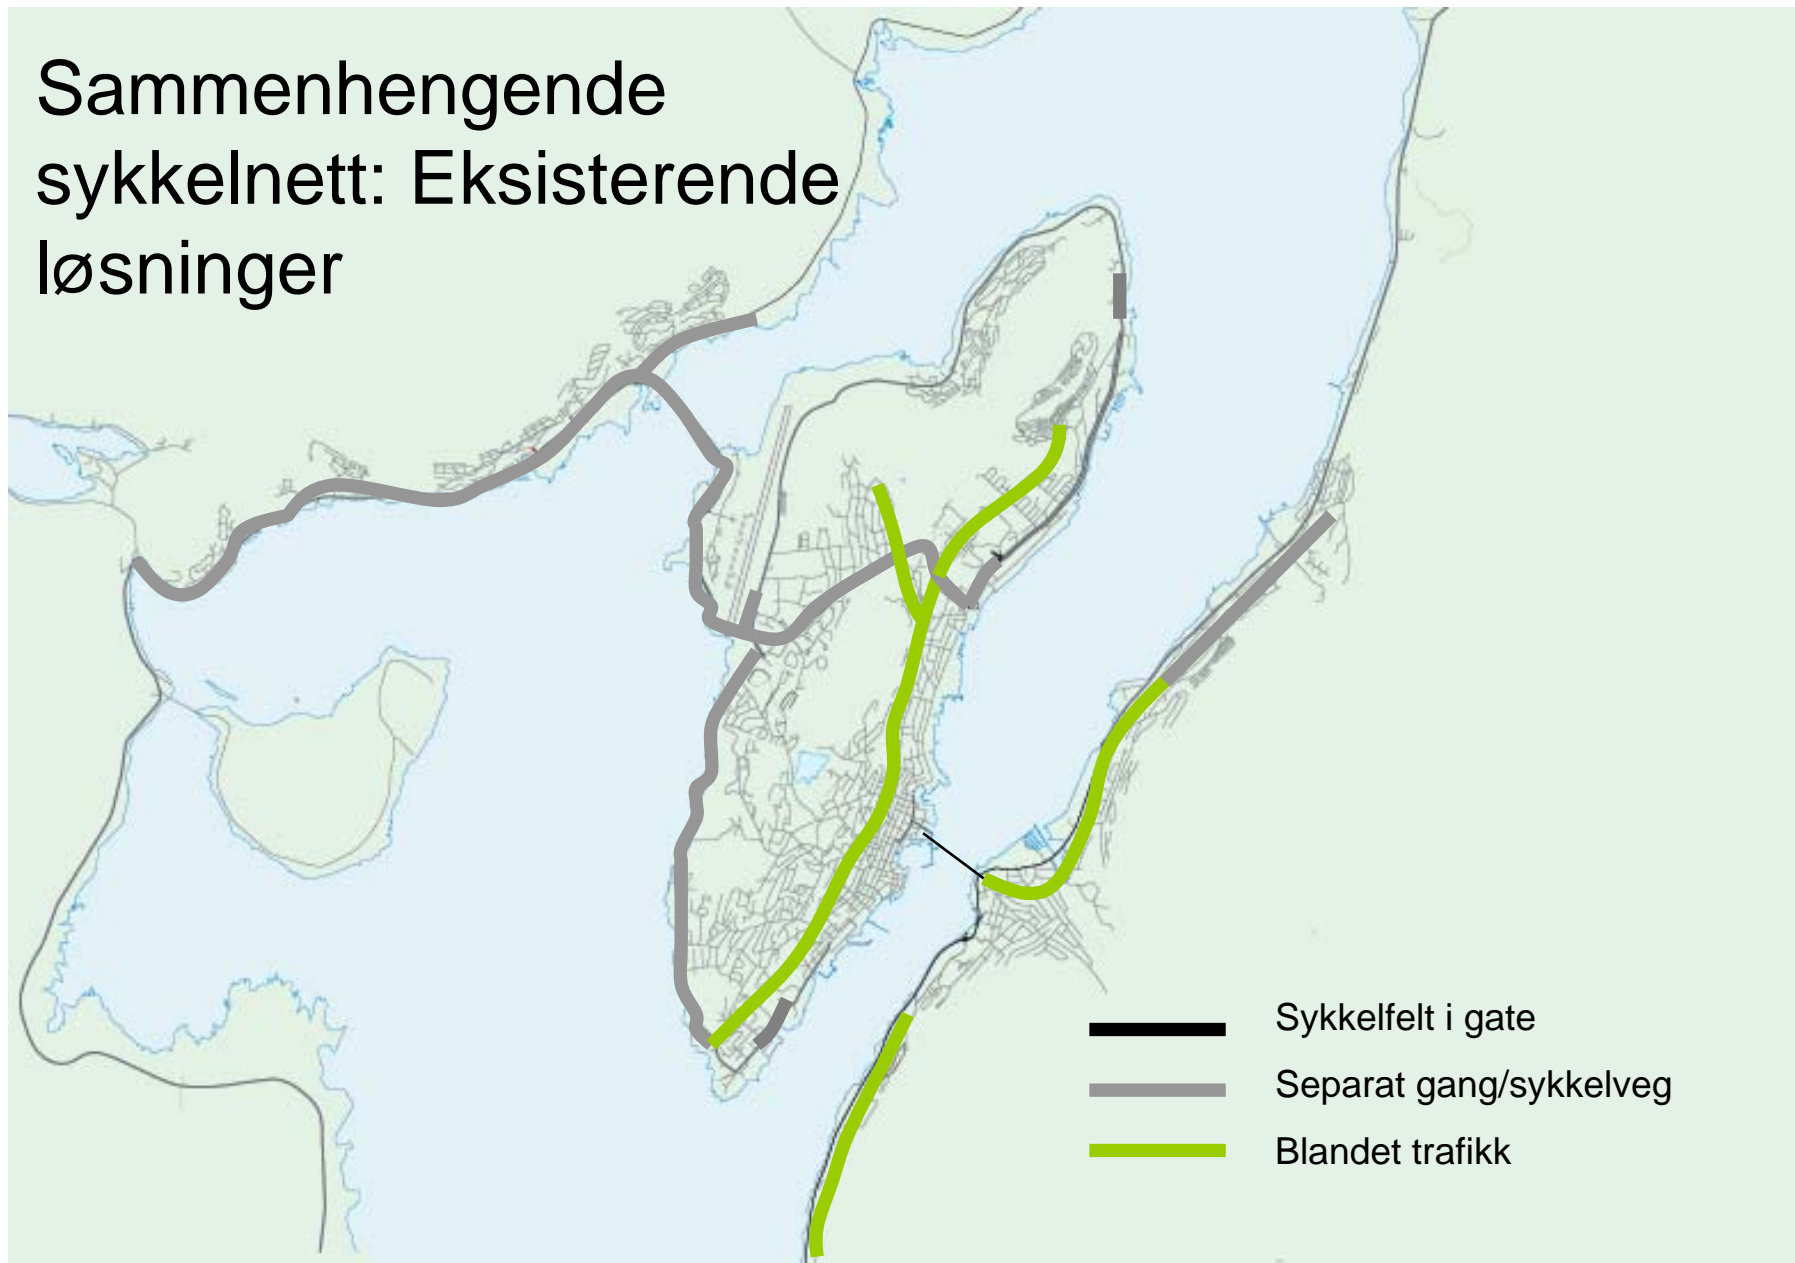 Sammenhengende
sykkelnett: Eksisterende
løsninger
Sykkelfelt i gate
Separat gang/sykkelveg
Blandet trafikk